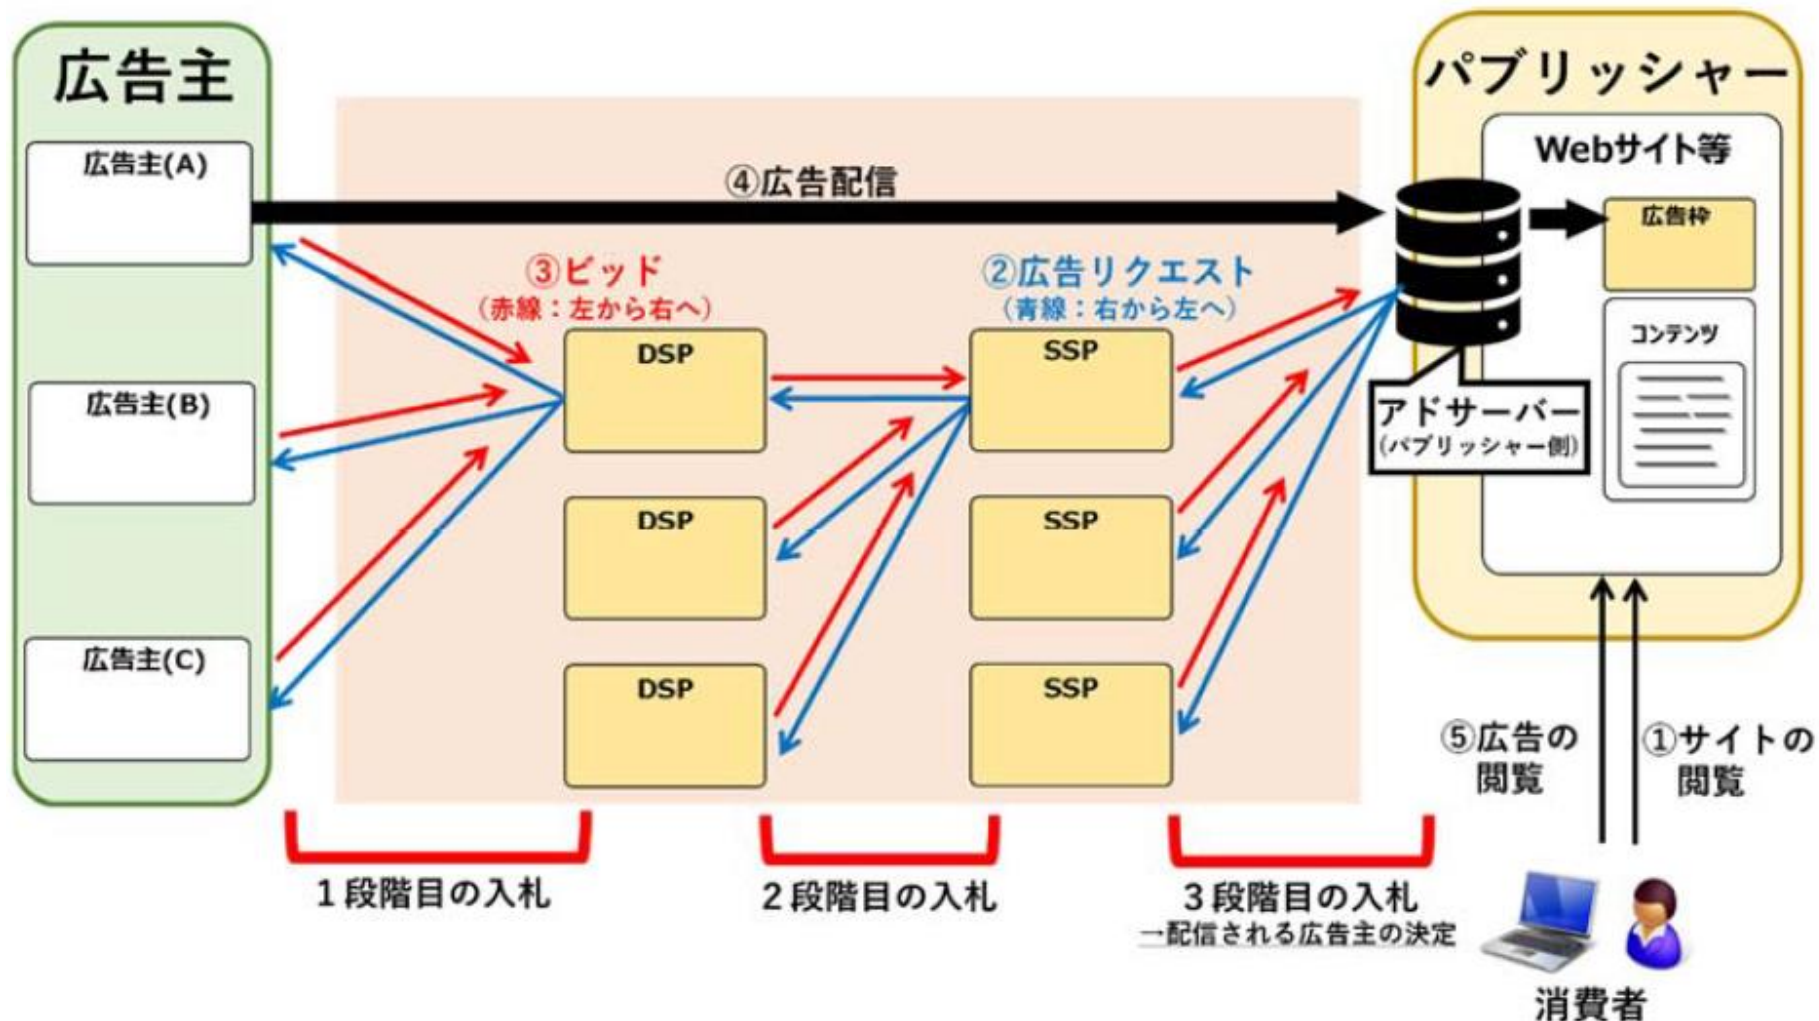 広告主
広告主(A)
広告主(B)
広告主(C)
④広告配信
③ビッド
(赤線：左から右へ)
②広告リクエスト
(青線：右から左へ)
DSP
DSP
DSP
SSP
SSP
SSP
パブリッシャー
Webサイト等
広告枠
コンテンツ
アドサーバー
(パブリッシャー側)
⑤広告の
閲覧
①サイトの
閲覧
1段階目の入札
2段階目の入札
3段階目の入札
→配信される広告主の決定
消費者